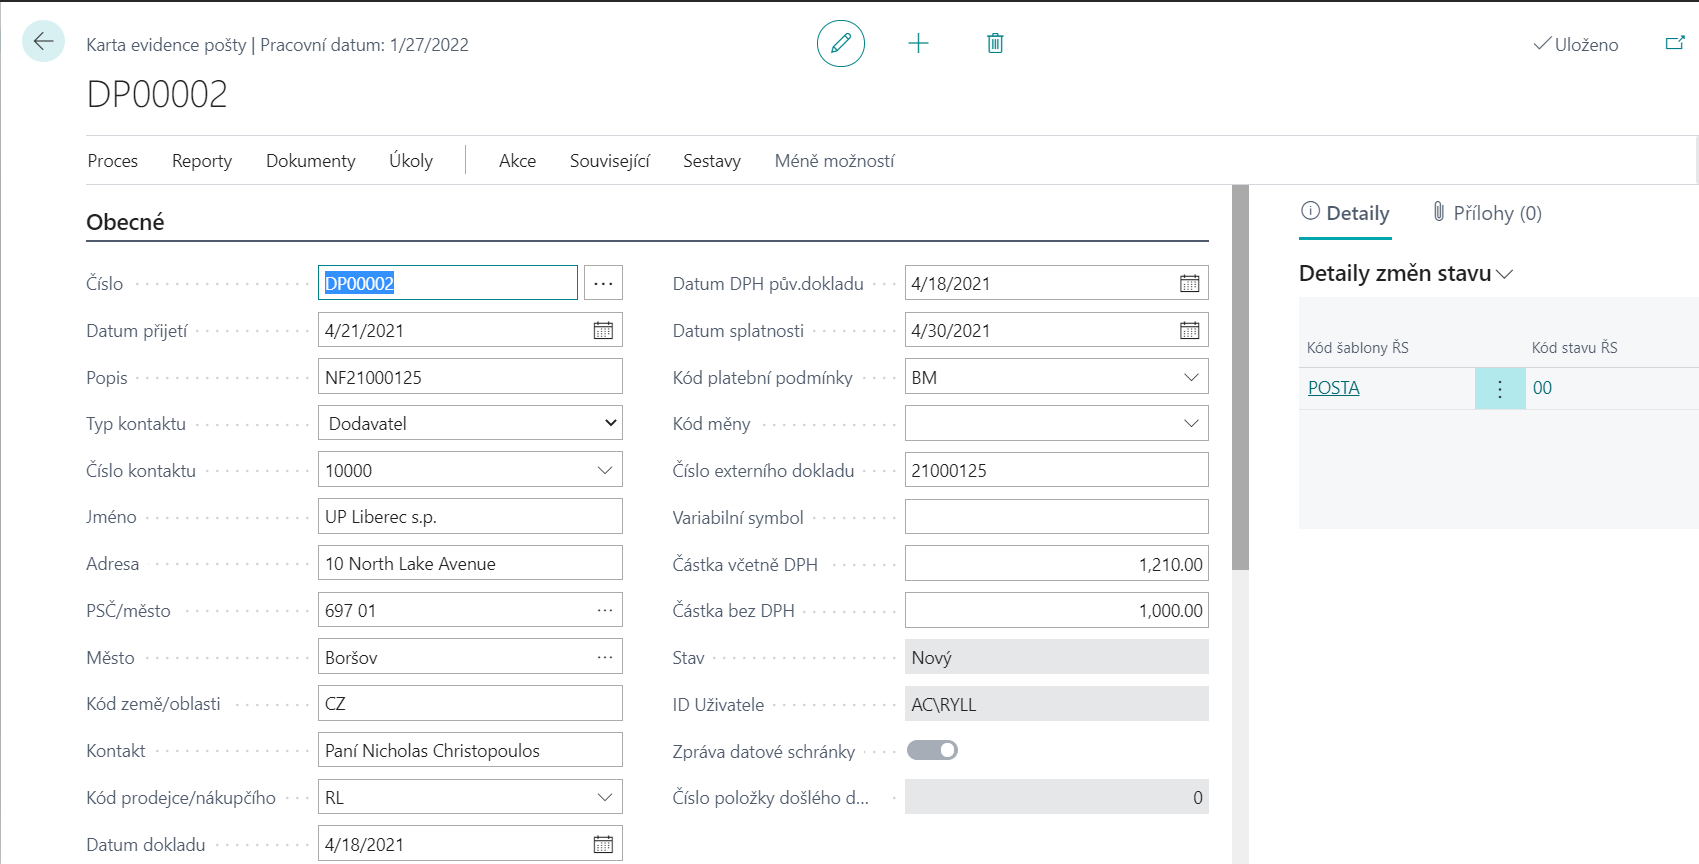 Karta evidence pošty | Pracovní datum: 1/27/2022
Uloženo
DP00002
Proces Reporty Dokumenty Úkoly Akce Související Sestavy Méně možností
Obecné
Číslo DP00002 ...
Datum přijetí 4/21/2021
Popis NF21000125
Typ kontaktu Dodavatel
Číslo kontaktu 10000
Jméno UP Liberec s.p.
Adresa 10 North Lake Avenue
PSČ/město 697 01 ...
Město Boršov ...
Kód země/oblasti CZ
Kontakt Paní Nicholas Christopoulos
Kód prodejce/nákupčího RL
Datum dokladu 4/18/2021
Datum DPH pův.dokladu 4/18/2021
Datum splatnosti 4/30/2021
Kód platební podmínky BM
Kód měny
Číslo externího dokladu 21000125
Variabilní symbol
Částka včetně DPH 1,210.00
Částka bez DPH 1,000.00
Stav Nový
ID Uživatele AC\RYLL
Zpráva datové schránky
Číslo položky došlého d... 0
Detaily Přílohy (0)
Detaily změn stavu
Kód šablony ŘS Kód stavu ŘS
POSTA 00